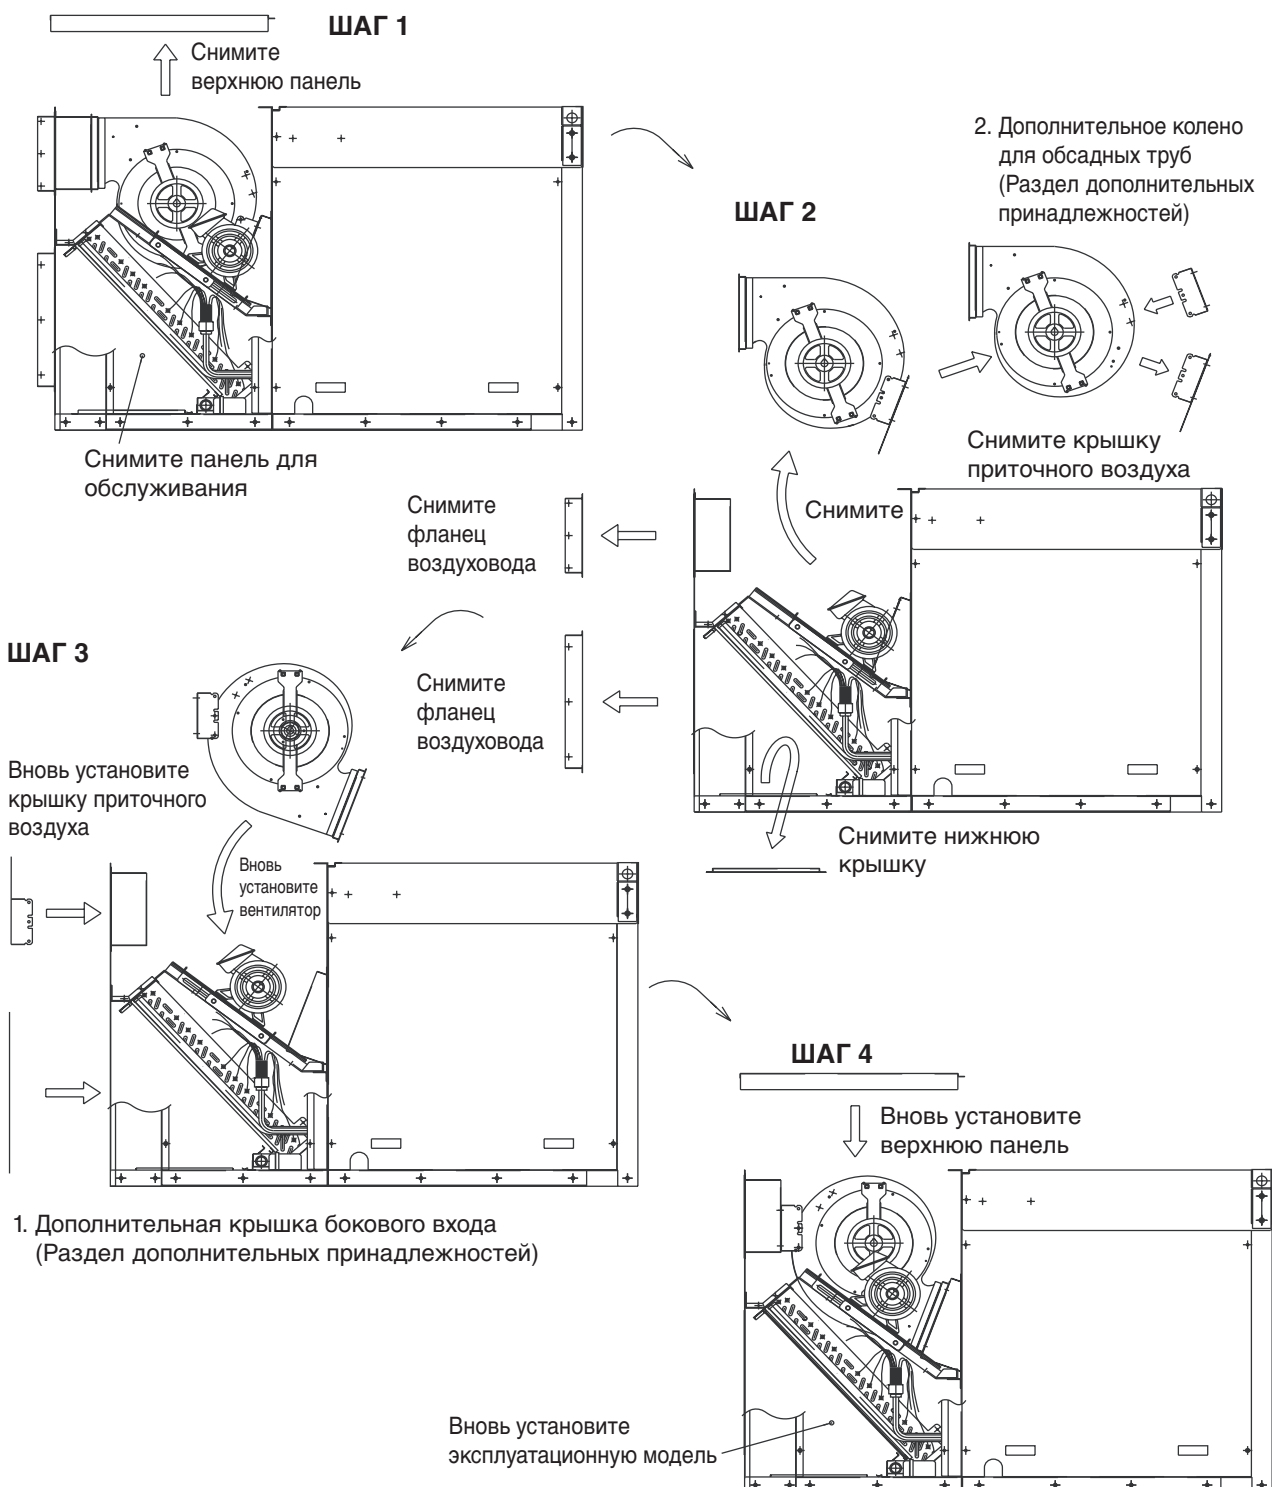 ШАГ 1
Снимите
верхнюю панель
Снимите панель для
обслуживания
ШАГ 2
2. Дополнительное колено
для обсадных труб
(Раздел дополнительных
принадлежностей)
Снимите крышку
приточного воздуха
Снимите
Снимите
фланец
воздуховода
Снимите
фланец
воздуховода
Снимите нижнюю
крышку
ШАГ 3
Вновь установите
крышку приточного
воздуха
Вновь
установите
вентилятор
1. Дополнительная крышка бокового входа
(Раздел дополнительных принадлежностей)
ШАГ 4
Вновь установите
верхнюю панель
Вновь установите
эксплуатационную модель